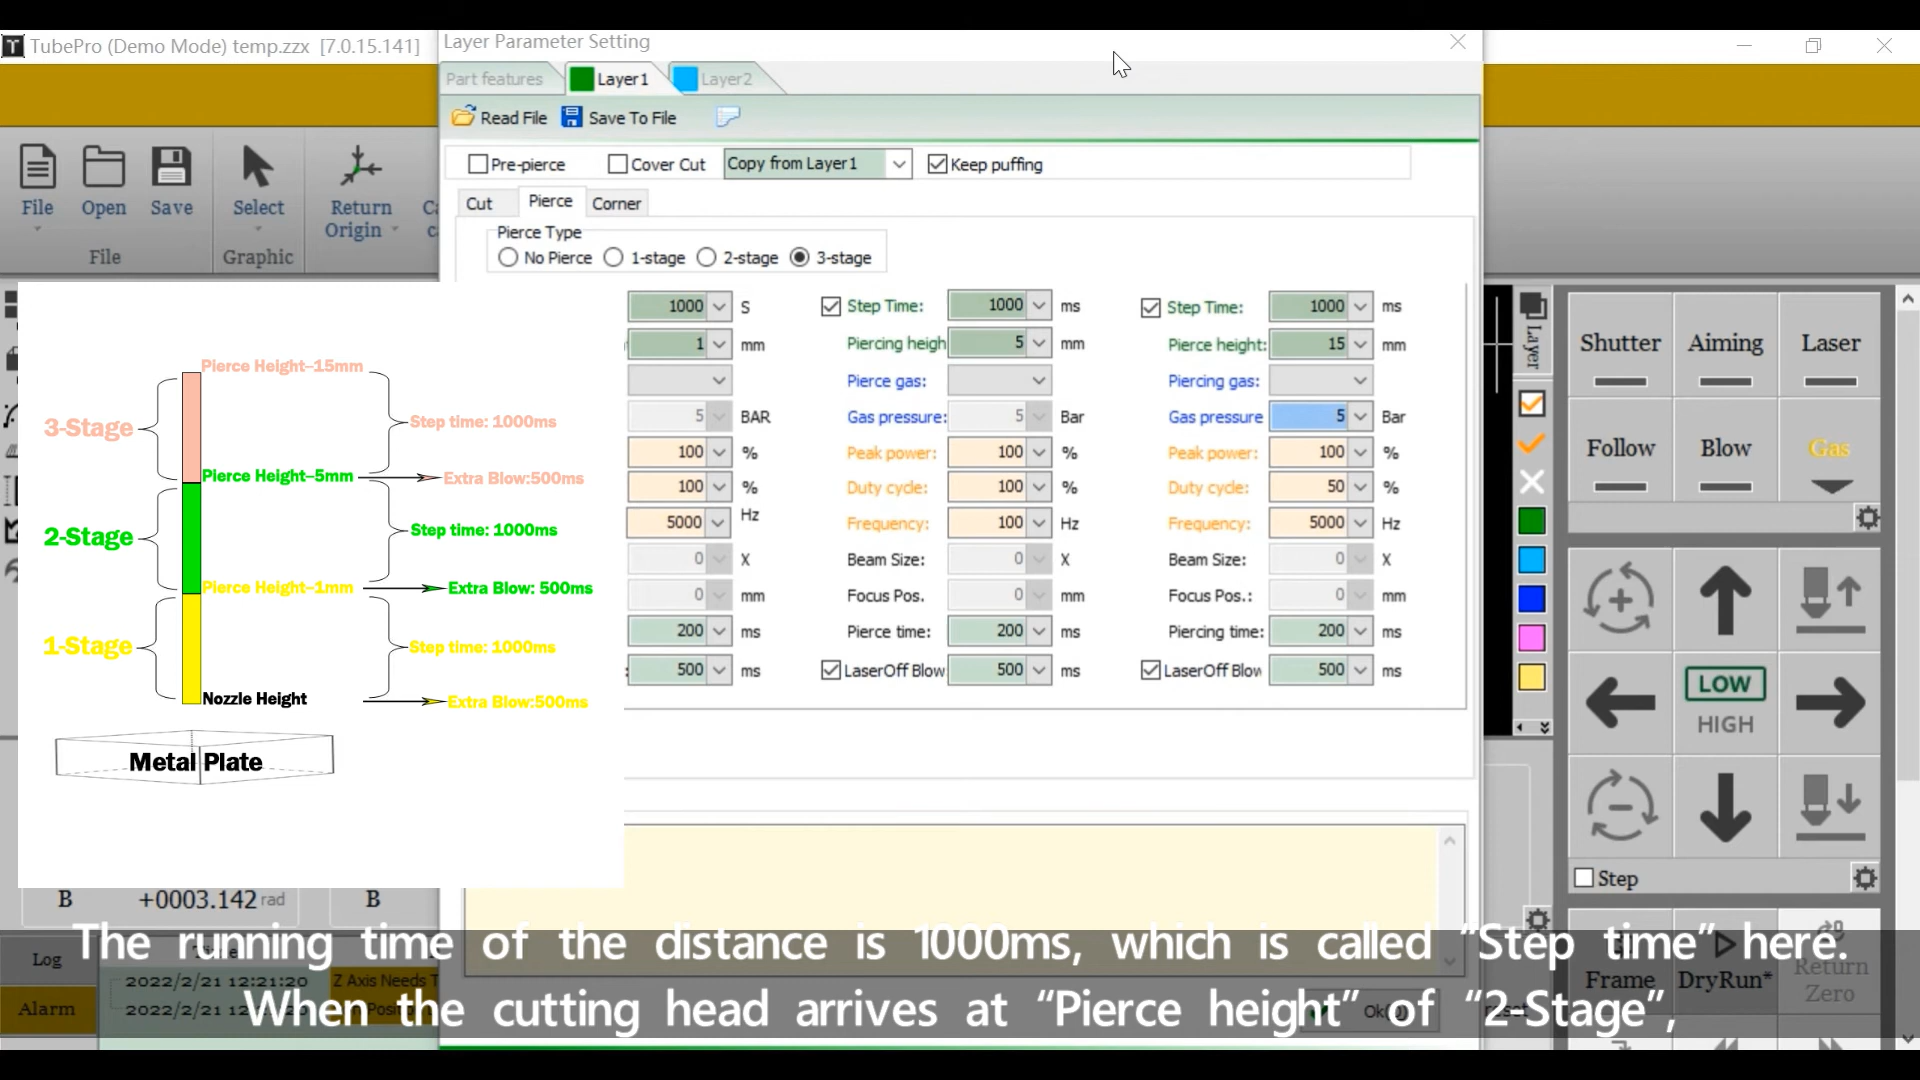 TubePro (Demo Mode) temp.zzx [7.0.15.141]
Layer Parameter Setting
Part features
Layer1
Layer2
Read File
Save To File
Pre-pierce
Cover Cut
Copy from Layer1
Keep puffing
File
Open
Save
Select
Return
Origin
File
Graphic
Cut
Pierce
Corner
Pierce Type
No Pierce
1-stage
2-stage
3-stage
1000 S
Step Time: 1000 ms
Step Time: 1000 ms
1 mm
Piercing heigh 5 mm
Pierce height: 15 mm
Pierce gas:
Piercing gas:
5 BAR
Gas pressure: 5 Bar
Gas pressure 5 Bar
100 %
Peak power: 100 %
Peak power: 100 %
100 %
Duty cycle: 100 %
Duty cycle: 50 %
5000 Hz
Frequency: 100 Hz
Frequency: 5000 Hz
0 X
Beam Size: 0 X
Beam Size: 0 X
0 mm
Focus Pos. 0 mm
Focus Pos.: 0 mm
200 ms
Pierce time: 200 ms
Piercing time: 200 ms
500 ms
LaserOff Blow 500 ms
LaserOff Blow 500 ms
Pierce Height-15mm
3-Stage
Step time: 1000ms
Pierce Height-5mm
Extra Blow:500ms
2-Stage
Step time: 1000ms
Pierce Height-1mm
Extra Blow: 500ms
1-Stage
Step time: 1000ms
Nozzle Height
Extra Blow:500ms
Metal Plate
Layer
Shutter
Aiming
Laser
Follow
Blow
Gas
LOW
HIGH
Step
Frame
DryRun*
Return
Zero
B +0003.142 rad
B
Log
Alarm
Time
2022/2/21 12:21:20
Z Axis Needs T
Ok(O)
The running time of the distance is 1000ms, which is called “Step time” here.
When the cutting head arrives at “Pierce height” of “2-Stage”,